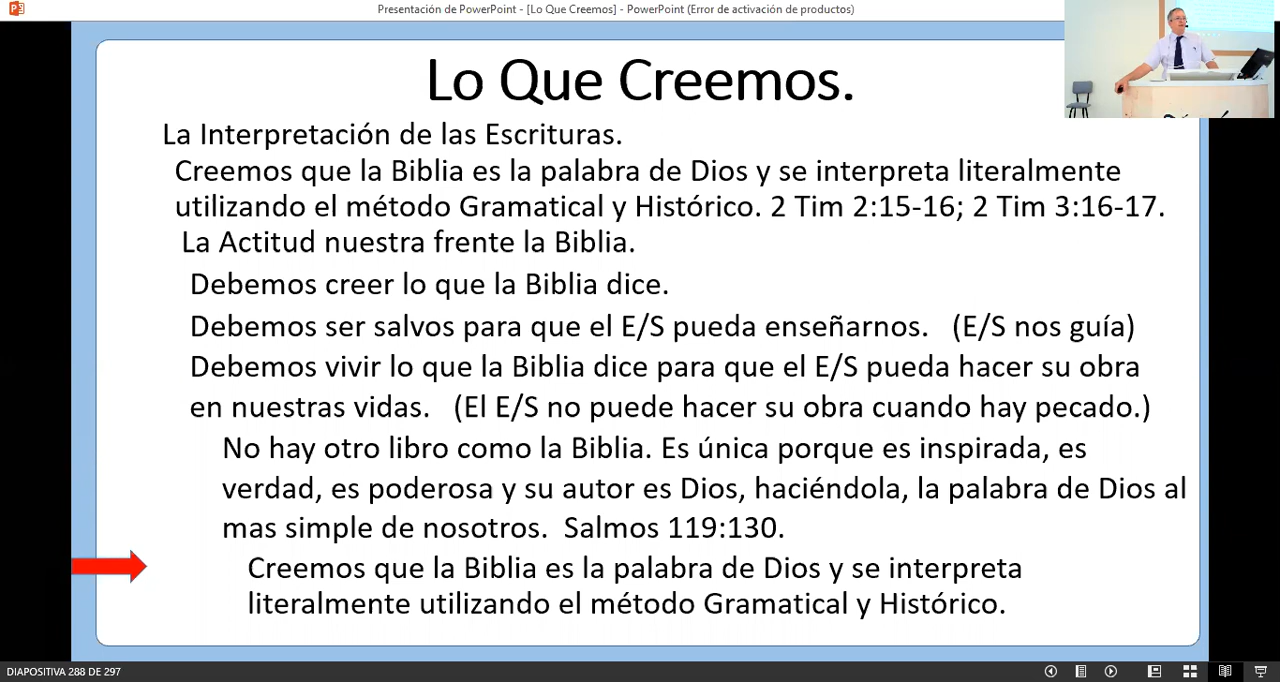 Presentación de PowerPoint - [Lo Que Creemos] - PowerPoint (Error de activación de productos)
Lo Que Creemos.
La Interpretación de las Escrituras.
Creemos que la Biblia es la palabra de Dios y se interpreta literalmente
utilizando el método Gramatical y Histórico. 2 Tim 2:15-16; 2 Tim 3:16-17.
La Actitud nuestra frente la Biblia.
Debemos creer lo que la Biblia dice.
Debemos ser salvos para que el E/S pueda enseñarnos. (E/S nos guía)
Debemos vivir lo que la Biblia dice para que el E/S pueda hacer su obra
en nuestras vidas. (El E/S no puede hacer su obra cuando hay pecado.)
No hay otro libro como la Biblia. Es única porque es inspirada, es
verdad, es poderosa y su autor es Dios, haciéndola, la palabra de Dios al
mas simple de nosotros. Salmos 119:130.
Creemos que la Biblia es la palabra de Dios y se interpreta
literalmente utilizando el método Gramatical y Histórico.
DIAPOSITIVA 288 DE 297